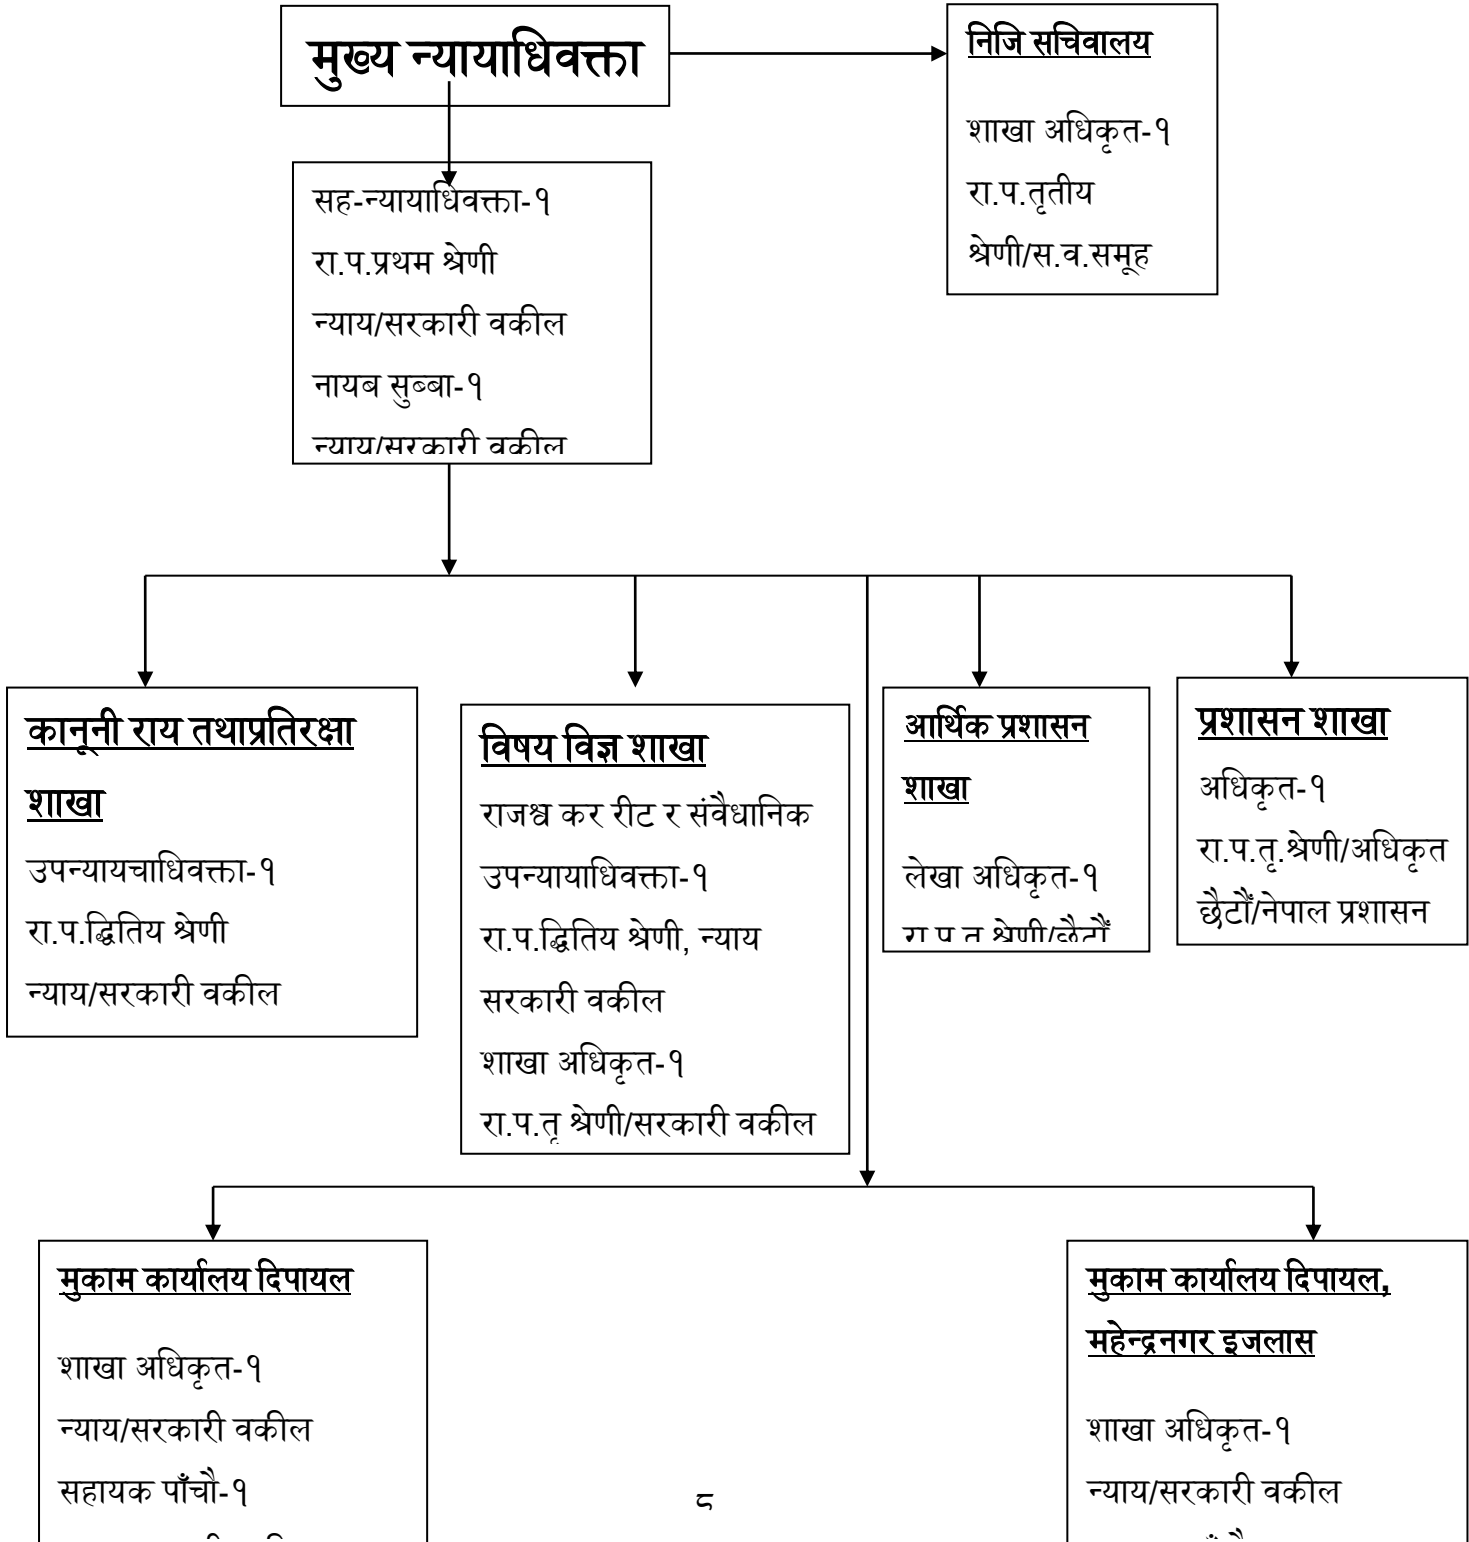 मुख्य न्यायाधिवक्ता
निजि सचिवालय
शाखा अधिकृत-१
रा.प.तृतीय
श्रेणी/स.व.समूह
सह-न्यायाधिवक्ता-१
रा.प.प्रथम श्रेणी
न्याय/सरकारी वकील
नायब सुब्बा-१
न्याय/सरकारी वकील
कानूनी राय तथाप्रतिरक्षा
शाखा
उपन्यायचाधिवक्ता-१
रा.प.द्धितिय श्रेणी
न्याय/सरकारी वकील
विषय विज्ञ शाखा
राजश्व कर रीट र संवैधानिक
उपन्यायाधिवक्ता-१
रा.प.द्धितिय श्रेणी, न्याय
सरकारी वकील
शाखा अधिकृत-१
रा.प.तृ श्रेणी/सरकारी वकील
आर्थिक प्रशासन
शाखा
लेखा अधिकृत-१
रा.प.तृ श्रेणी/छैटौँ
प्रशासन शाखा
अधिकृत-१
रा.प.तृ.श्रेणी/अधिकृत
छैटौँ/नेपाल प्रशासन
मुकाम कार्यालय दिपायल
शाखा अधिकृत-१
न्याय/सरकारी वकील
सहायक पाँचौ-१
मुकाम कार्यालय दिपायल,
महेन्द्रनगर इजलास
शाखा अधिकृत-१
न्याय/सरकारी वकील
८